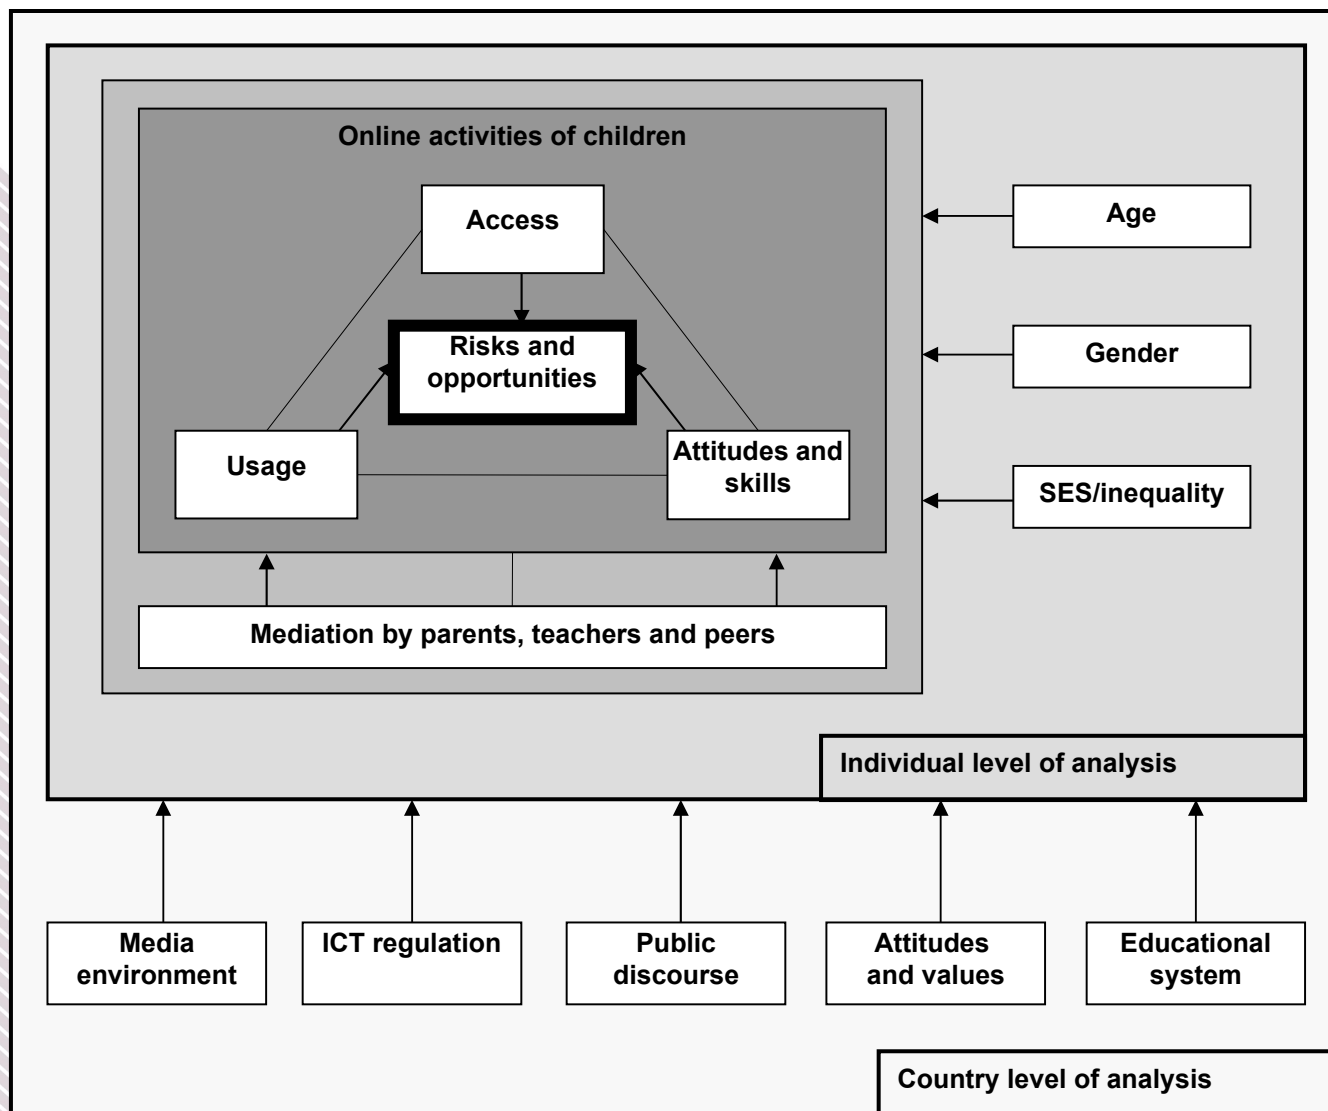 Online activities of children
Access
Age
Risks and
opportunities
Gender
Usage
Attitudes and
skills
SES/inequality
Mediation by parents, teachers and peers
Individual level of analysis
Media
environment
ICT regulation
Public
discourse
Attitudes
and values
Educational
system
Country level of analysis